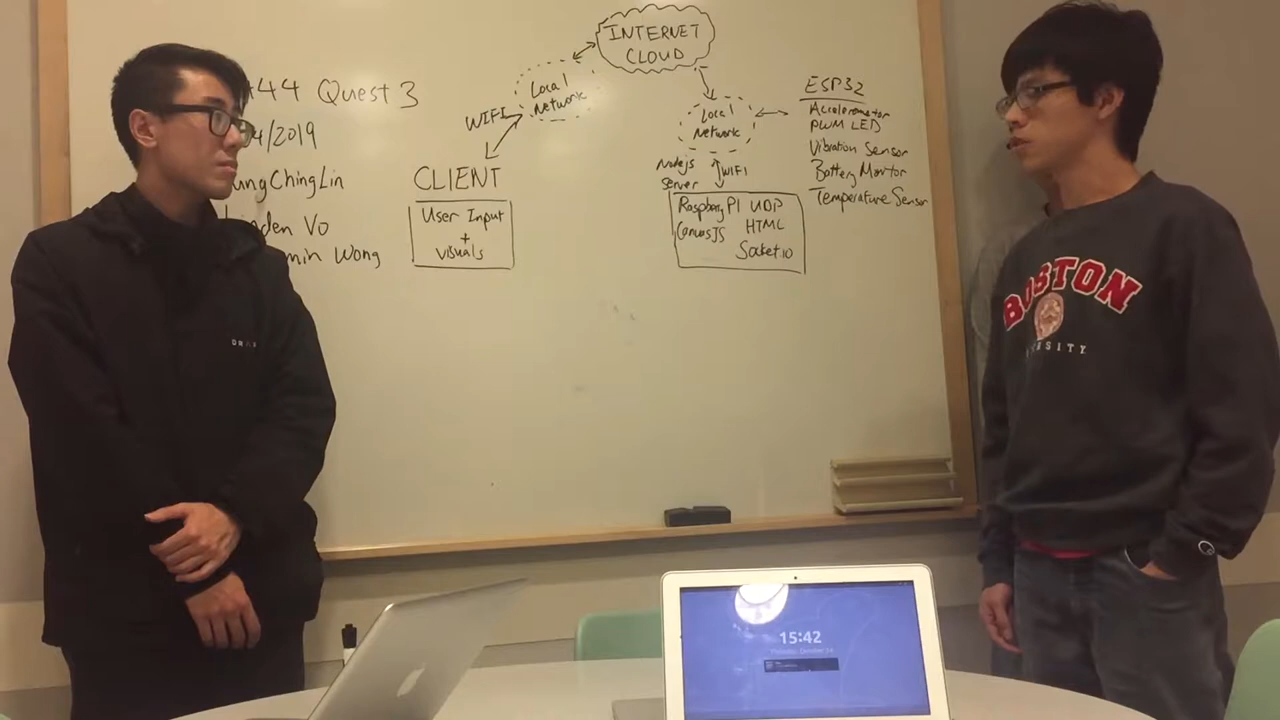 444 Quest 3
4/2019
ungChingLin
den Vo
min Wong
INTERNET
CLOUD
Local
Network
WIFI
CLIENT
User Input
+
visuals
Local
Network
Nodejs
Server
WIFI
Raspberry PI UDP
CanvasJS HTML
Socket.io
ESP32
Accelerometor
PWM LED
Vibration Sensor
Battery Monitor
Temperature Sensor
BOSTON
15:42